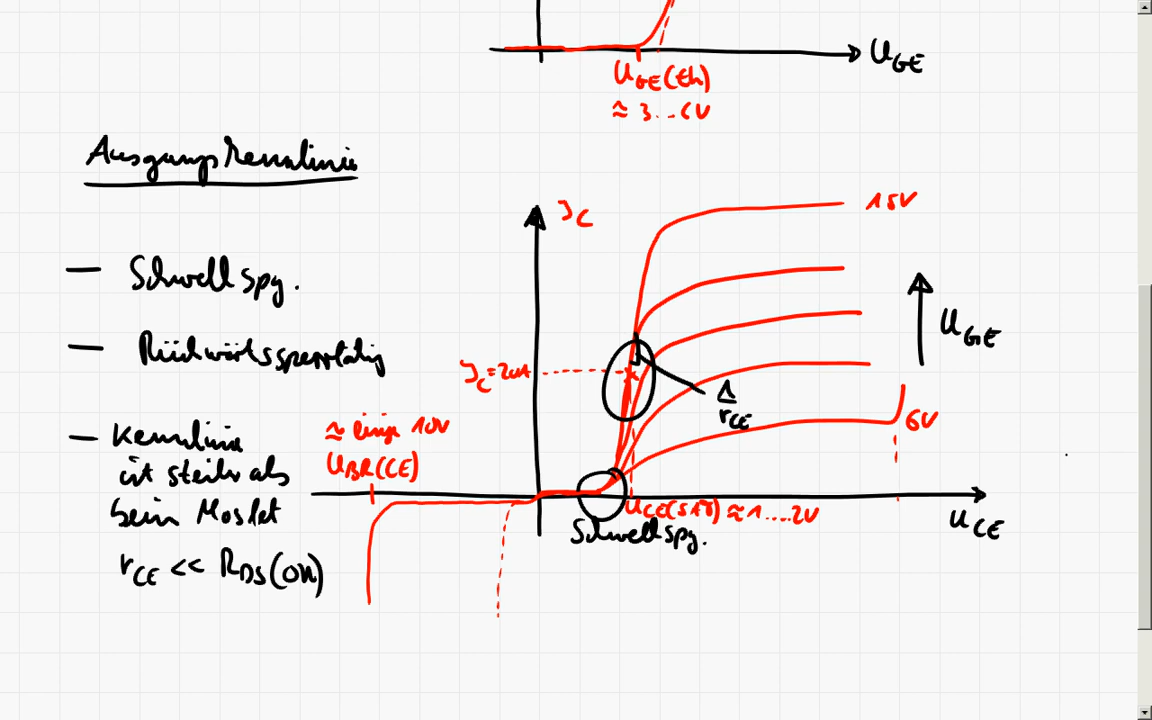 U_GE
U_GE(th)
≈ 3...6V
Ausgangskennlinie
I_C
15V
– Schwellspg.
U_GE
– Rückwärtssperrfähig
I_C=20A
r_CE
– Kennlinie
ist steiler als
beim Mosfet
r_CE << R_DS(ON)
≈ einige 10V
U_BR(CE)
6V
U_CE(SAT) ≈ 1....2V
U_CE
Schwellspg.